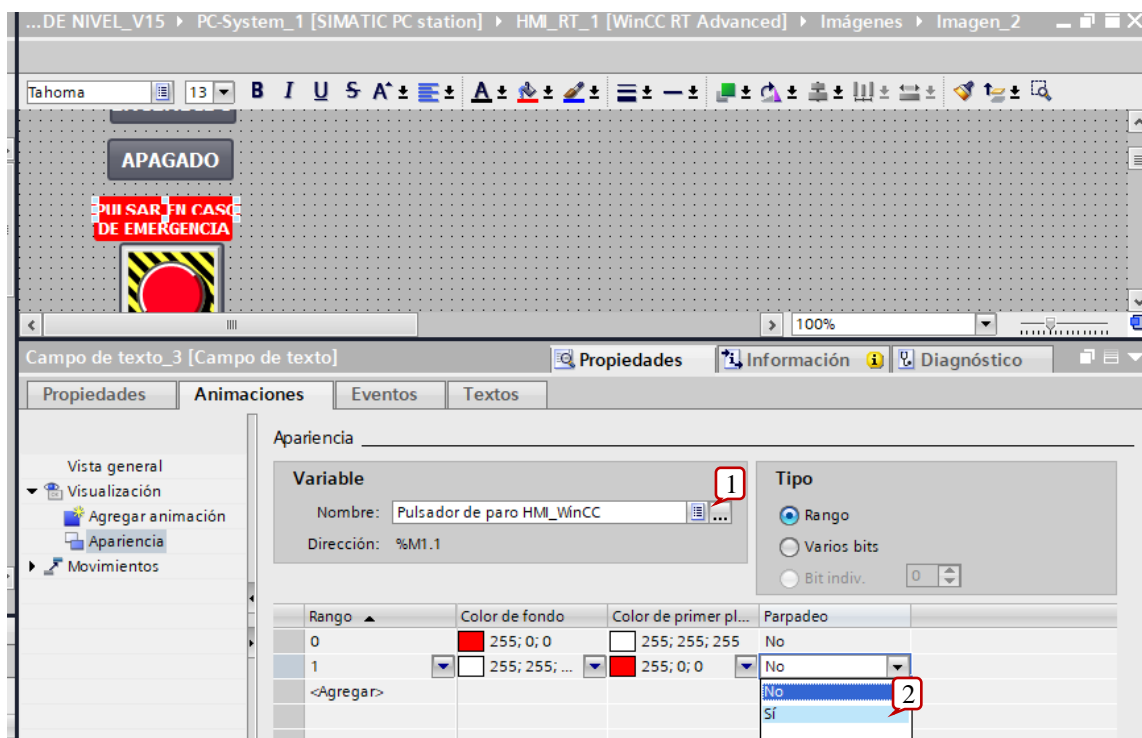 ...DE NIVEL_V15 ▸ PC-System_1 [SIMATIC PC station] ▸ HMI_RT_1 [WinCC RT Advanced] ▸ Imágenes ▸ Imagen_2
Tahoma 13 B I U S A A
APAGADO
PULSAR EN CASO
DE EMERGENCIA
100%
Campo de texto_3 [Campo de texto] Propiedades Información Diagnóstico
Propiedades Animaciones Eventos Textos
Apariencia
Vista general
Visualización
Agregar animación
Apariencia
Movimientos
Variable
1
Nombre: Pulsador de paro HMI_WinCC ...
Dirección: %M1.1
Tipo
Rango
Varios bits
Bit indiv. 0
Rango Color de fondo Color de primer pl... Parpadeo
0 255; 0; 0 255; 255; 255 No
1 255; 255; ... 255; 0; 0 No
<Agregar> No
2
Sí